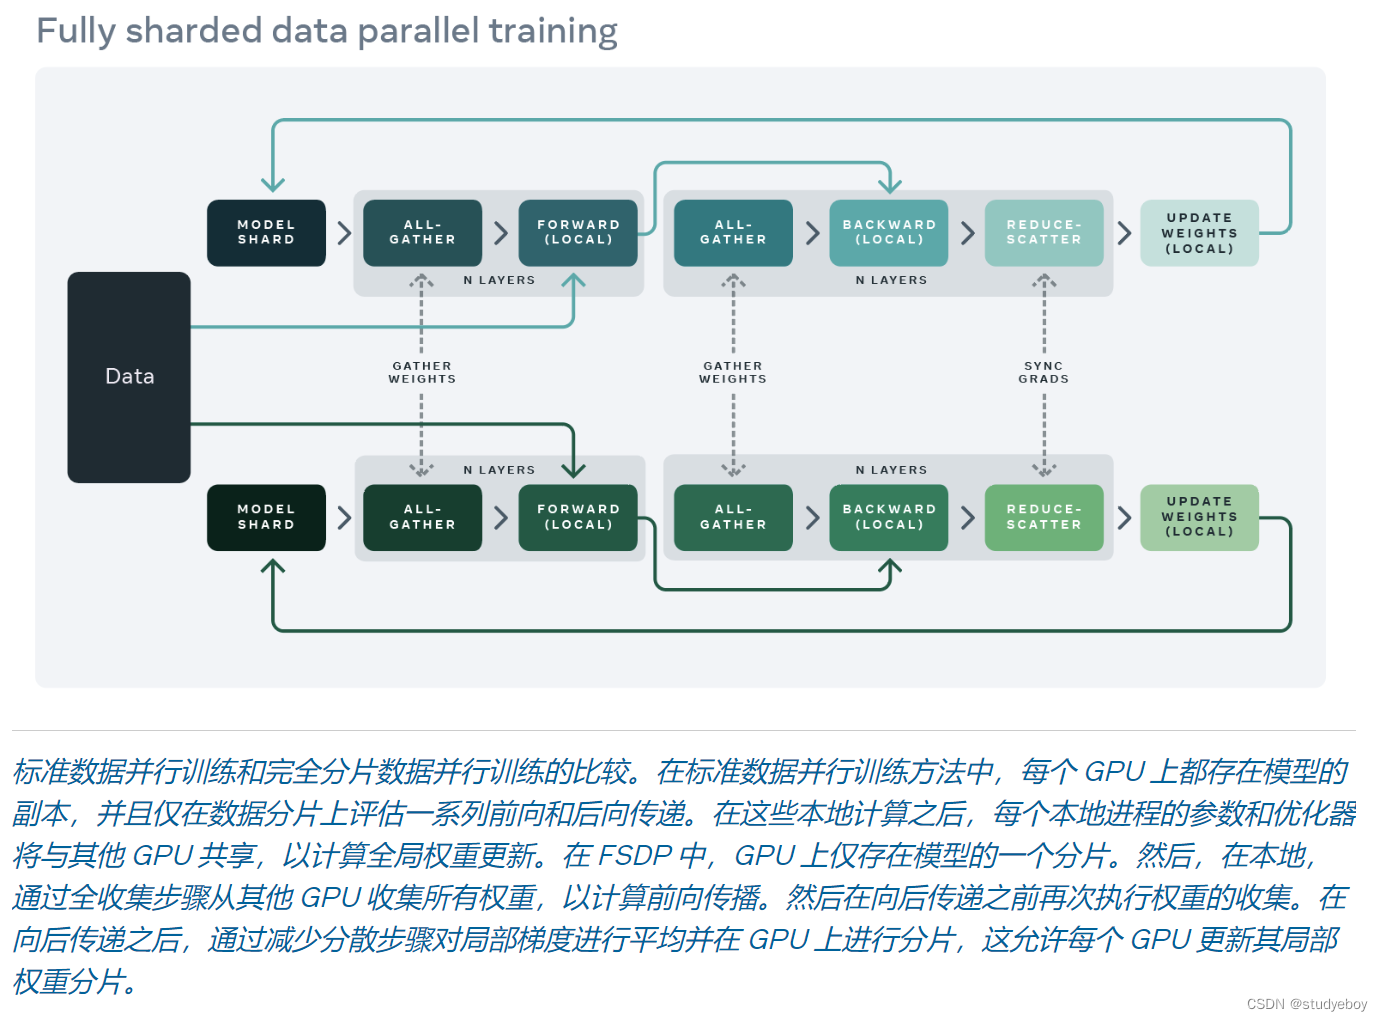 Fully sharded data parallel training
MODEL
SHARD
ALL-
GATHER
FORWARD
(LOCAL)
N LAYERS
ALL-
GATHER
BACKWARD
(LOCAL)
REDUCE-
SCATTER
N LAYERS
UPDATE
WEIGHTS
(LOCAL)
Data
GATHER
WEIGHTS
GATHER
WEIGHTS
SYNC
GRADS
MODEL
SHARD
N LAYERS
ALL-
GATHER
FORWARD
(LOCAL)
N LAYERS
ALL-
GATHER
BACKWARD
(LOCAL)
REDUCE-
SCATTER
UPDATE
WEIGHTS
(LOCAL)
标准数据并行训练和完全分片数据并行训练的比较。在标准数据并行训练方法中，每个 GPU 上都存在模型的
副本，并且仅在数据分片上评估一系列前向和后向传递。在这些本地计算之后，每个本地进程的参数和优化器
将与其他 GPU 共享，以计算全局权重更新。在 FSDP 中，GPU 上仅存在模型的一个分片。然后，在本地，
通过全收集步骤从其他 GPU 收集所有权重，以计算前向传播。然后在向后传递之前再次执行权重的收集。在
向后传递之后，通过减少分散步骤对局部梯度进行平均并在 GPU 上进行分片，这允许每个 GPU 更新其局部
权重分片。
CSDN @studyeboy